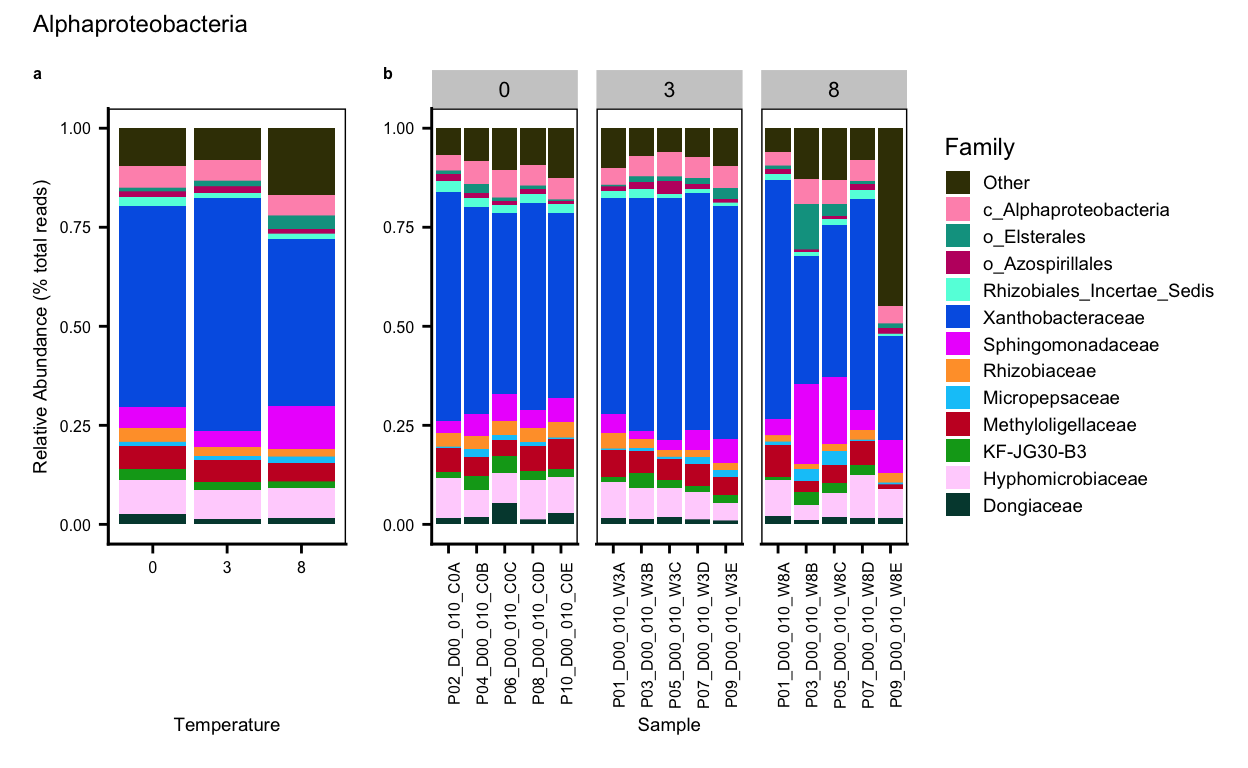 Alphaproteobacteria
a
Relative Abundance (% total reads)
1.00
0.75
0.50
0.25
0.00
0 3 8
Temperature
b
0 3 8
1.00
0.75
0.50
0.25
0.00
P02_D00_010_C0A
P04_D00_010_C0B
P06_D00_010_C0C
P08_D00_010_C0D
P10_D00_010_C0E
P01_D00_010_W3A
P03_D00_010_W3B
P05_D00_010_W3C
P07_D00_010_W3D
P09_D00_010_W3E
P01_D00_010_W8A
P03_D00_010_W8B
P05_D00_010_W8C
P07_D00_010_W8D
P09_D00_010_W8E
Sample
Family
Other
c_Alphaproteobacteria
o_Elsterales
o_Azospirillales
Rhizobiales_Incertae_Sedis
Xanthobacteraceae
Sphingomonadaceae
Rhizobiaceae
Micropepsaceae
Methyloligellaceae
KF-JG30-B3
Hyphomicrobiaceae
Dongiaceae